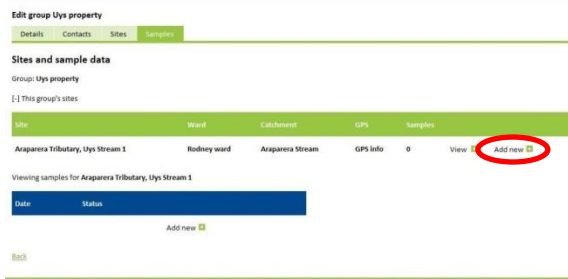 Edit group Uys property
Details Contacts Sites Samples
Sites and sample data
Group: Uys property
[-] This group's sites
Site Ward Catchment GPS Samples
Araparera Tributary, Uys Stream 1 Rodney ward Araparera Stream GPS info 0 View Add new
Viewing samples for Araparera Tributary, Uys Stream 1
Date Status
Add new
Back